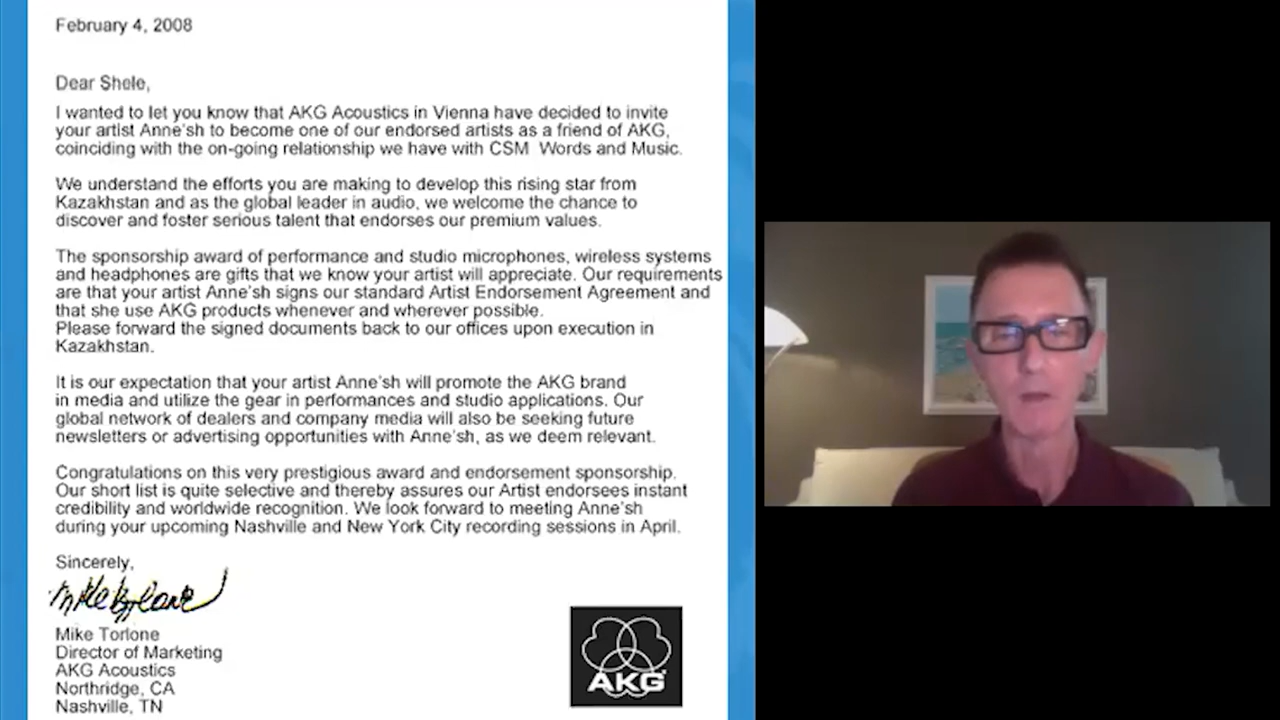 February 4, 2008
Dear Shele,
I wanted to let you know that AKG Acoustics in Vienna have decided to invite
your artist Anne'sh to become one of our endorsed artists as a friend of AKG,
coinciding with the on-going relationship we have with CSM Words and Music.
We understand the efforts you are making to develop this rising star from
Kazakhstan and as the global leader in audio, we welcome the chance to
discover and foster serious talent that endorses our premium values.
The sponsorship award of performance and studio microphones, wireless systems
and headphones are gifts that we know your artist will appreciate. Our requirements
are that your artist Anne'sh signs our standard Artist Endorsement Agreement and
that she use AKG products whenever and wherever possible.
Please forward the signed documents back to our offices upon execution in
Kazakhstan.
It is our expectation that your artist Anne'sh will promote the AKG brand
in media and utilize the gear in performances and studio applications. Our
global network of dealers and company media will also be seeking future
newsletters or advertising opportunities with Anne'sh, as we deem relevant.
Congratulations on this very prestigious award and endorsement sponsorship.
Our short list is quite selective and thereby assures our Artist endorsees instant
credibility and worldwide recognition. We look forward to meeting Anne'sh
during your upcoming Nashville and New York City recording sessions in April.
Sincerely,
Mike Torlone
Mike Torlone
Director of Marketing
AKG Acoustics
Northridge, CA
Nashville, TN
AKG